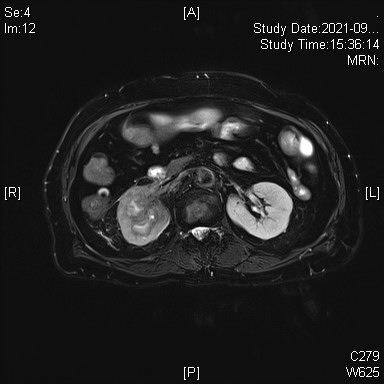 Se:4
Im:12
[A]
Study Date:2021-09...
Study Time:15:36:14
MRN:
[R]
[L]
[P]
C279
W625